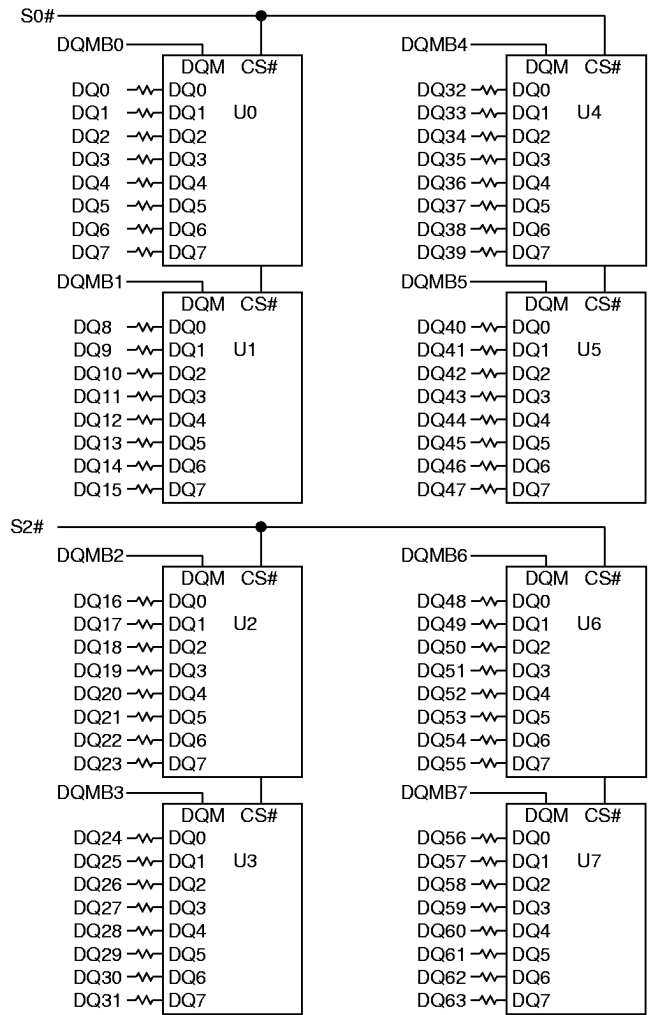 S0#
DQMB0 DQMB4
DQM CS# DQM CS#
DQ0 DQ0 DQ32 DQ0
DQ1 DQ1 U0 DQ33 DQ1 U4
DQ2 DQ2 DQ34 DQ2
DQ3 DQ3 DQ35 DQ3
DQ4 DQ4 DQ36 DQ4
DQ5 DQ5 DQ37 DQ5
DQ6 DQ6 DQ38 DQ6
DQ7 DQ7 DQ39 DQ7
DQMB1 DQMB5
DQM CS# DQM CS#
DQ8 DQ0 DQ40 DQ0
DQ9 DQ1 U1 DQ41 DQ1 U5
DQ10 DQ2 DQ42 DQ2
DQ11 DQ3 DQ43 DQ3
DQ12 DQ4 DQ44 DQ4
DQ13 DQ5 DQ45 DQ5
DQ14 DQ6 DQ46 DQ6
DQ15 DQ7 DQ47 DQ7
S2#
DQMB2 DQMB6
DQM CS# DQM CS#
DQ16 DQ0 DQ48 DQ0
DQ17 DQ1 U2 DQ49 DQ1 U6
DQ18 DQ2 DQ50 DQ2
DQ19 DQ3 DQ51 DQ3
DQ20 DQ4 DQ52 DQ4
DQ21 DQ5 DQ53 DQ5
DQ22 DQ6 DQ54 DQ6
DQ23 DQ7 DQ55 DQ7
DQMB3 DQMB7
DQM CS# DQM CS#
DQ24 DQ0 DQ56 DQ0
DQ25 DQ1 U3 DQ57 DQ1 U7
DQ26 DQ2 DQ58 DQ2
DQ27 DQ3 DQ59 DQ3
DQ28 DQ4 DQ60 DQ4
DQ29 DQ5 DQ61 DQ5
DQ30 DQ6 DQ62 DQ6
DQ31 DQ7 DQ63 DQ7